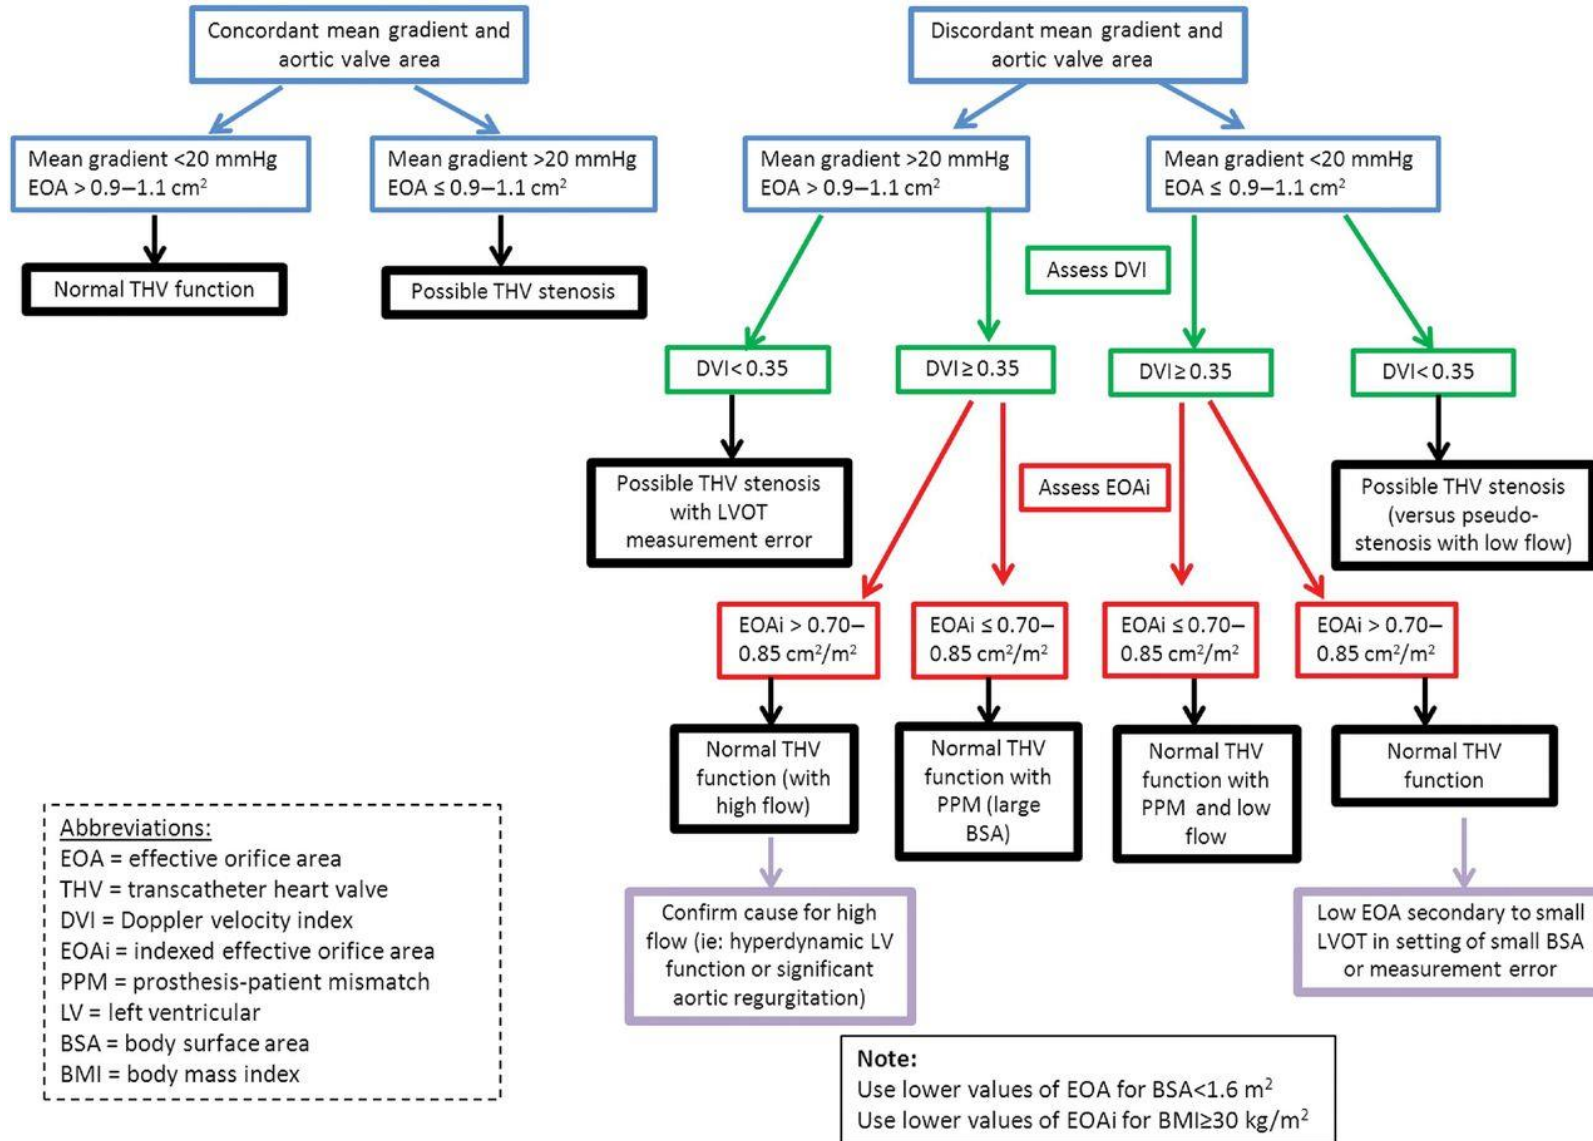 Concordant mean gradient and
aortic valve area
Discordant mean gradient and
aortic valve area
Mean gradient <20 mmHg
EOA > 0.9–1.1 cm²
Mean gradient >20 mmHg
EOA ≤ 0.9–1.1 cm²
Mean gradient >20 mmHg
EOA > 0.9–1.1 cm²
Mean gradient <20 mmHg
EOA ≤ 0.9–1.1 cm²
Normal THV function
Possible THV stenosis
Assess DVI
DVI< 0.35
DVI≥ 0.35
DVI≥ 0.35
DVI< 0.35
Possible THV stenosis
with LVOT
measurement error
Assess EOAi
Possible THV stenosis
(versus pseudo-
stenosis with low flow)
EOAi > 0.70–
0.85 cm²/m²
EOAi ≤ 0.70–
0.85 cm²/m²
EOAi ≤ 0.70–
0.85 cm²/m²
EOAi > 0.70–
0.85 cm²/m²
Normal THV
function (with
high flow)
Normal THV
function with
PPM (large
BSA)
Normal THV
function with
PPM and low
flow
Normal THV
function
Confirm cause for high
flow (ie: hyperdynamic LV
function or significant
aortic regurgitation)
Low EOA secondary to small
LVOT in setting of small BSA
or measurement error
Abbreviations:
EOA = effective orifice area
THV = transcatheter heart valve
DVI = Doppler velocity index
EOAi = indexed effective orifice area
PPM = prosthesis-patient mismatch
LV = left ventricular
BSA = body surface area
BMI = body mass index
Note:
Use lower values of EOA for BSA<1.6 m²
Use lower values of EOAi for BMI≥30 kg/m²